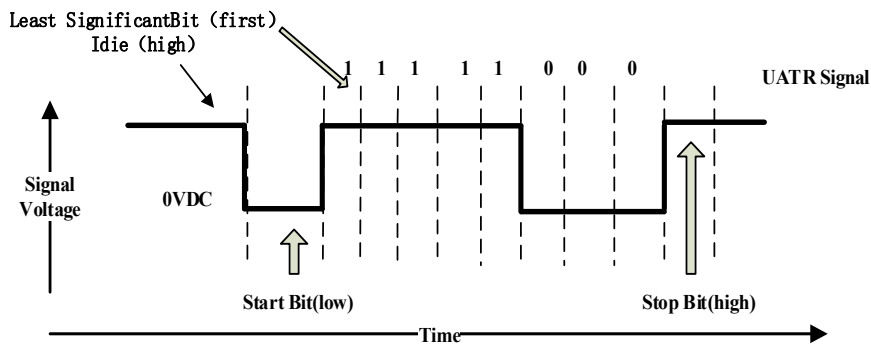 Least SignificantBit (first)
Idie (high)
1 1 1 1 1 0 0 0
UATR Signal
Signal
Voltage
0VDC
Start Bit(low)
Stop Bit(high)
Time